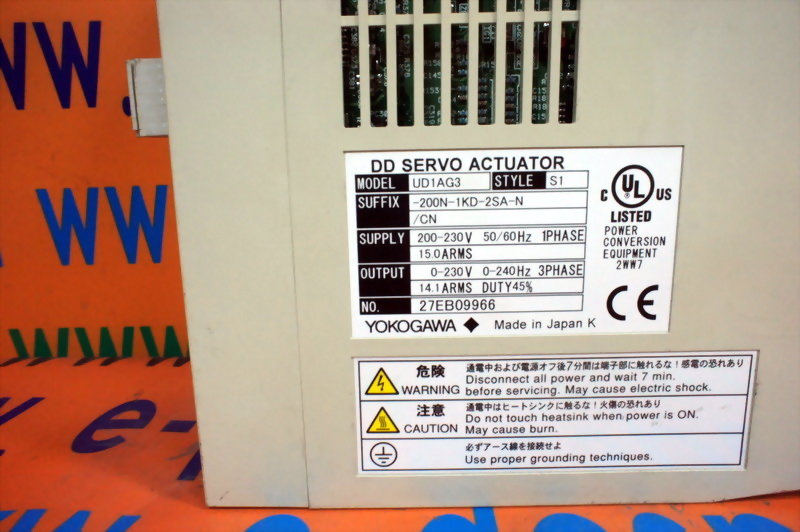 WW.
WW
www
e-
www.e-deepm
DD SERVO ACTUATOR
MODEL UD1AG3 STYLE S1
SUFFIX -200N-1KD-2SA-N
/CN
SUPPLY 200-230V 50/60Hz 1PHASE
15.0ARMS
OUTPUT 0-230V 0-240Hz 3PHASE
14.1ARMS DUTY45%
NO. 27EB09966
YOKOGAWA Made in Japan K
C UL US
LISTED
POWER
CONVERSION
EQUIPMENT
2WW7
CE
危険 WARNING
通電中および電源オフ後7分間は端子部に触れるな!感電の恐れあり
Disconnect all power and wait 7 min.
before servicing. May cause electric shock.
注意 CAUTION
通電中はヒートシンクに触るな!火傷の恐れあり
Do not touch heatsink when power is ON.
May cause burn.
必ずアース線を接続せよ
Use proper grounding techniques.